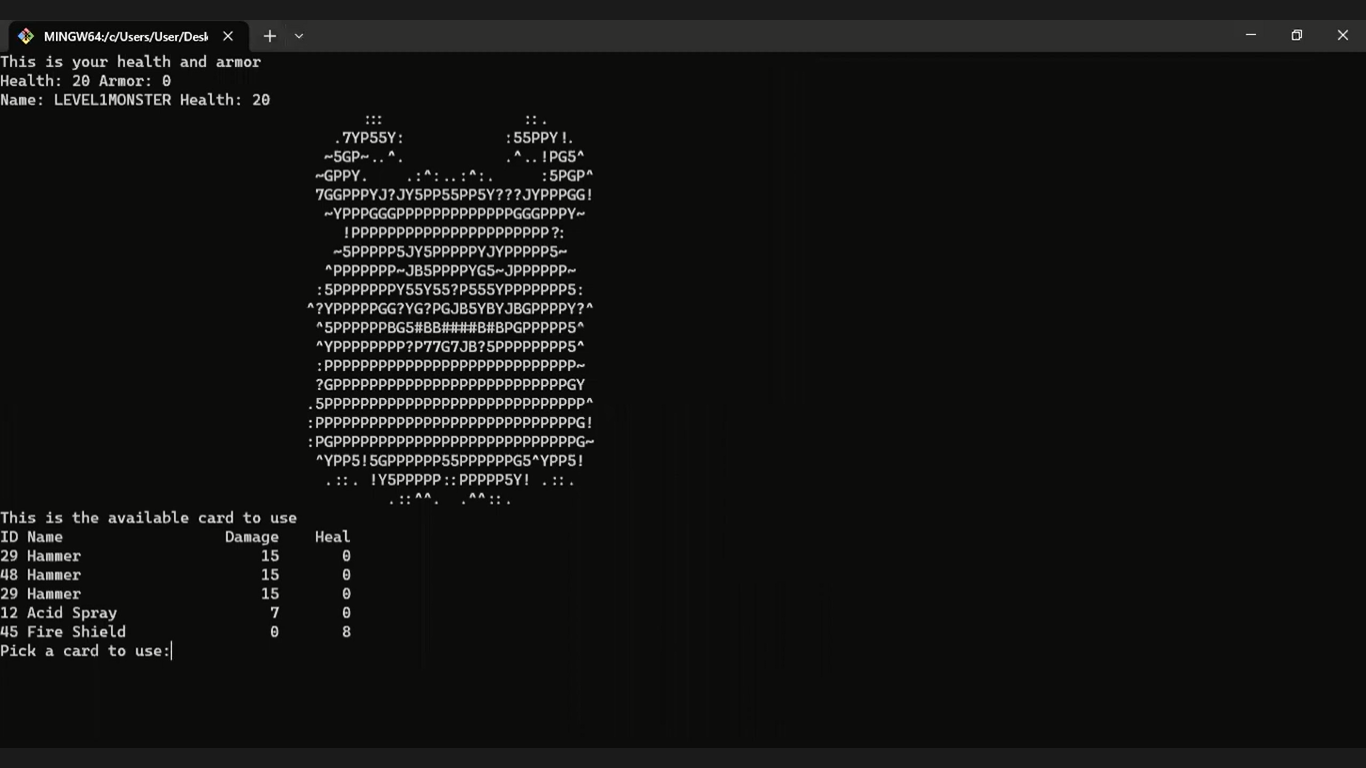 MINGW64:/c/Users/User/Desk
This is your health and armor
Health: 20 Armor: 0
Name: LEVEL1MONSTER Health: 20
:::                ::.
.7YP55Y:           :55PPY!.
~5GP~..^.           .^..!PG5^
~GPPY.    .:^:..:^:.     :5PGP^
7GGPPPYJ?JY5PP55PP5Y???JYPPPGG!
~YPPPGGGPPPPPPPPPPPPPGGGPPPY~
!PPPPPPPPPPPPPPPPPPPPPP?:
~5PPPPP5JY5PPPPPYJYPPPPP5~
^PPPPPPP~JB5PPPPYG5~JPPPPPP~
:5PPPPPPPY55Y55?P555YPPPPPPP5:
^?YPPPPPGG?YG?PGJB5YBYJBGPPPPY?^
^5PPPPPPBG5#BB####B#BPGPPPPP5^
^YPPPPPPPP?P77G7JB?5PPPPPPPP5^
:PPPPPPPPPPPPPPPPPPPPPPPPPPPP~
?GPPPPPPPPPPPPPPPPPPPPPPPPPPGY
.5PPPPPPPPPPPPPPPPPPPPPPPPPPPPP^
:PPPPPPPPPPPPPPPPPPPPPPPPPPPPPG!
:PGPPPPPPPPPPPPPPPPPPPPPPPPPPPG~
^YPP5!5GPPPPPP55PPPPPPG5^YPP5!
.::. !Y5PPPPP::PPPPP5Y! .::.
.::^^.  .^^::.
This is the available card to use
ID Name                  Damage    Heal
29 Hammer                    15       0
48 Hammer                    15       0
29 Hammer                    15       0
12 Acid Spray                 7       0
45 Fire Shield                0       8
Pick a card to use: